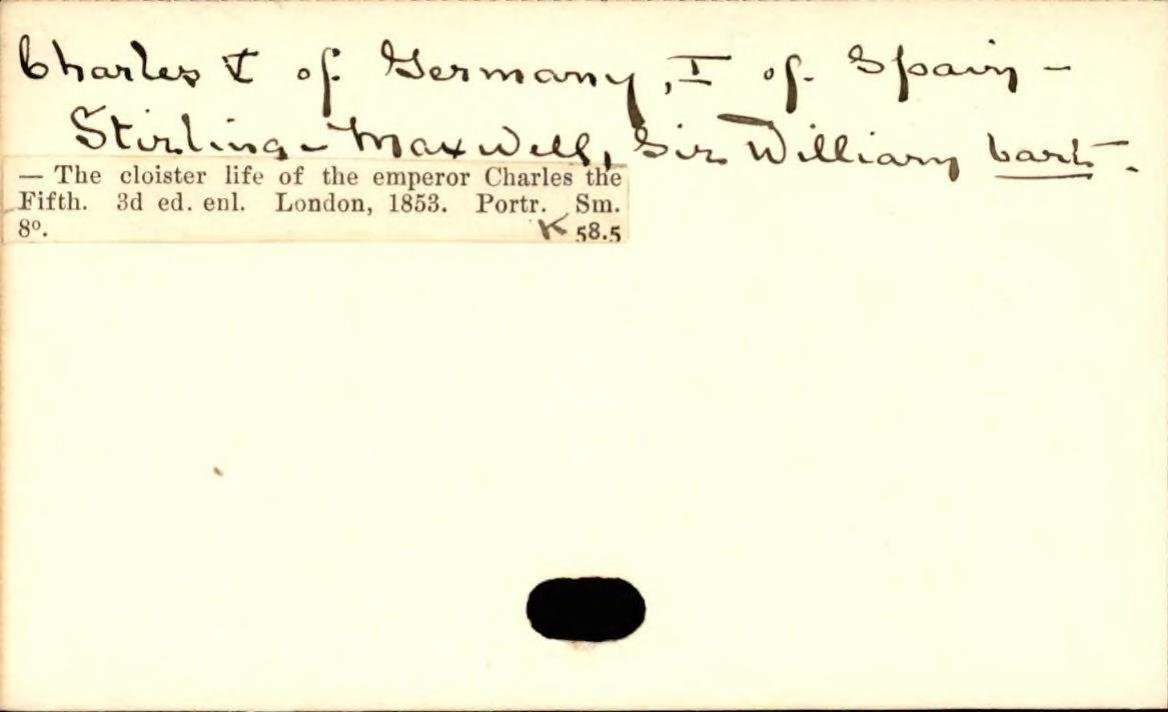 Charles V of Germany, I of Spain -
Stirling-Maxwell, Sir William bart.
— The cloister life of the emperor Charles the
Fifth. 3d ed. enl. London, 1853. Portr. Sm.
8º. K 58.5